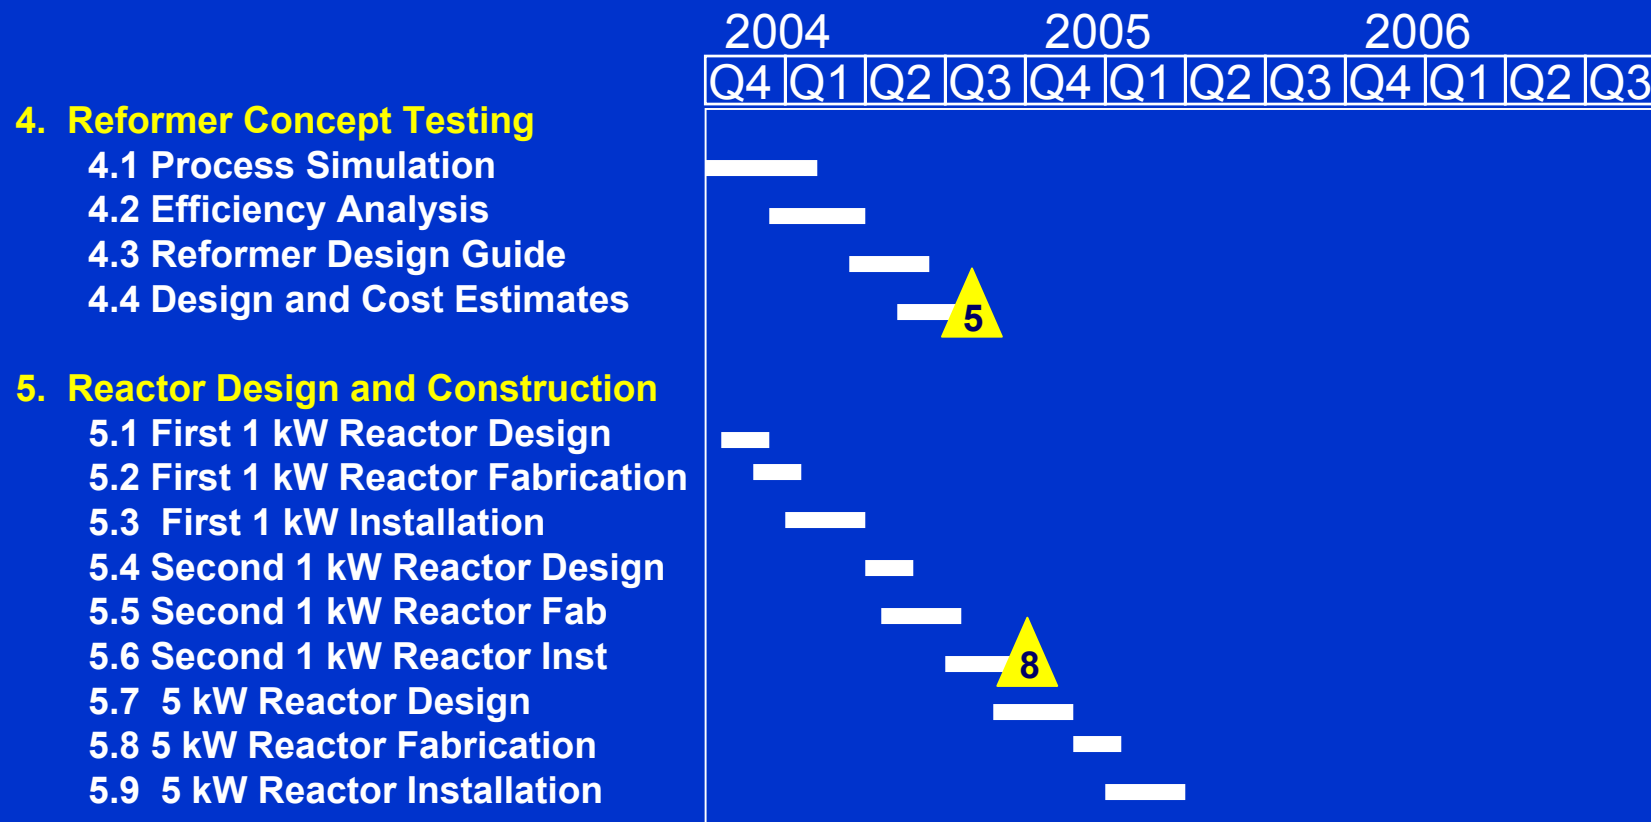 2004 2005 2006
Q4 Q1 Q2 Q3 Q4 Q1 Q2 Q3 Q4 Q1 Q2 Q3
4. Reformer Concept Testing
4.1 Process Simulation
4.2 Efficiency Analysis
4.3 Reformer Design Guide
4.4 Design and Cost Estimates
5
5. Reactor Design and Construction
5.1 First 1 kW Reactor Design
5.2 First 1 kW Reactor Fabrication
5.3 First 1 kW Installation
5.4 Second 1 kW Reactor Design
5.5 Second 1 kW Reactor Fab
5.6 Second 1 kW Reactor Inst
8
5.7 5 kW Reactor Design
5.8 5 kW Reactor Fabrication
5.9 5 kW Reactor Installation